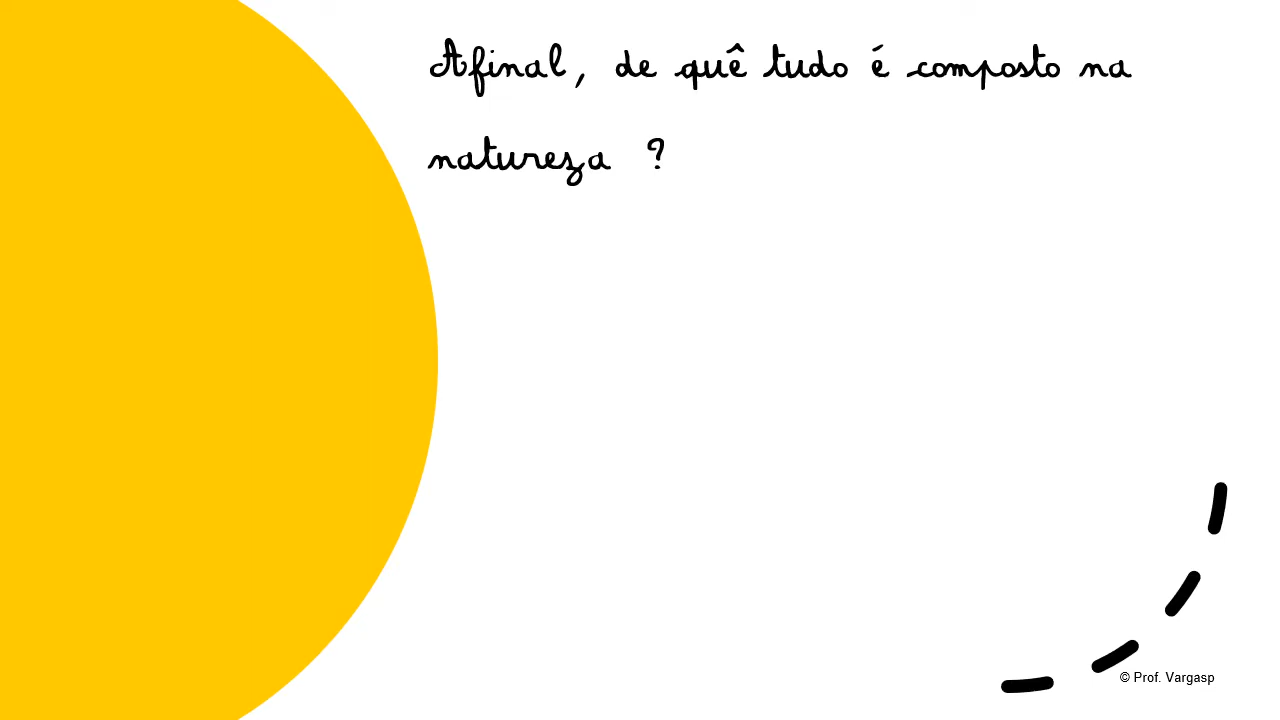 Afinal, de quê tudo é composto na
natureza ?
© Prof. Vargasp